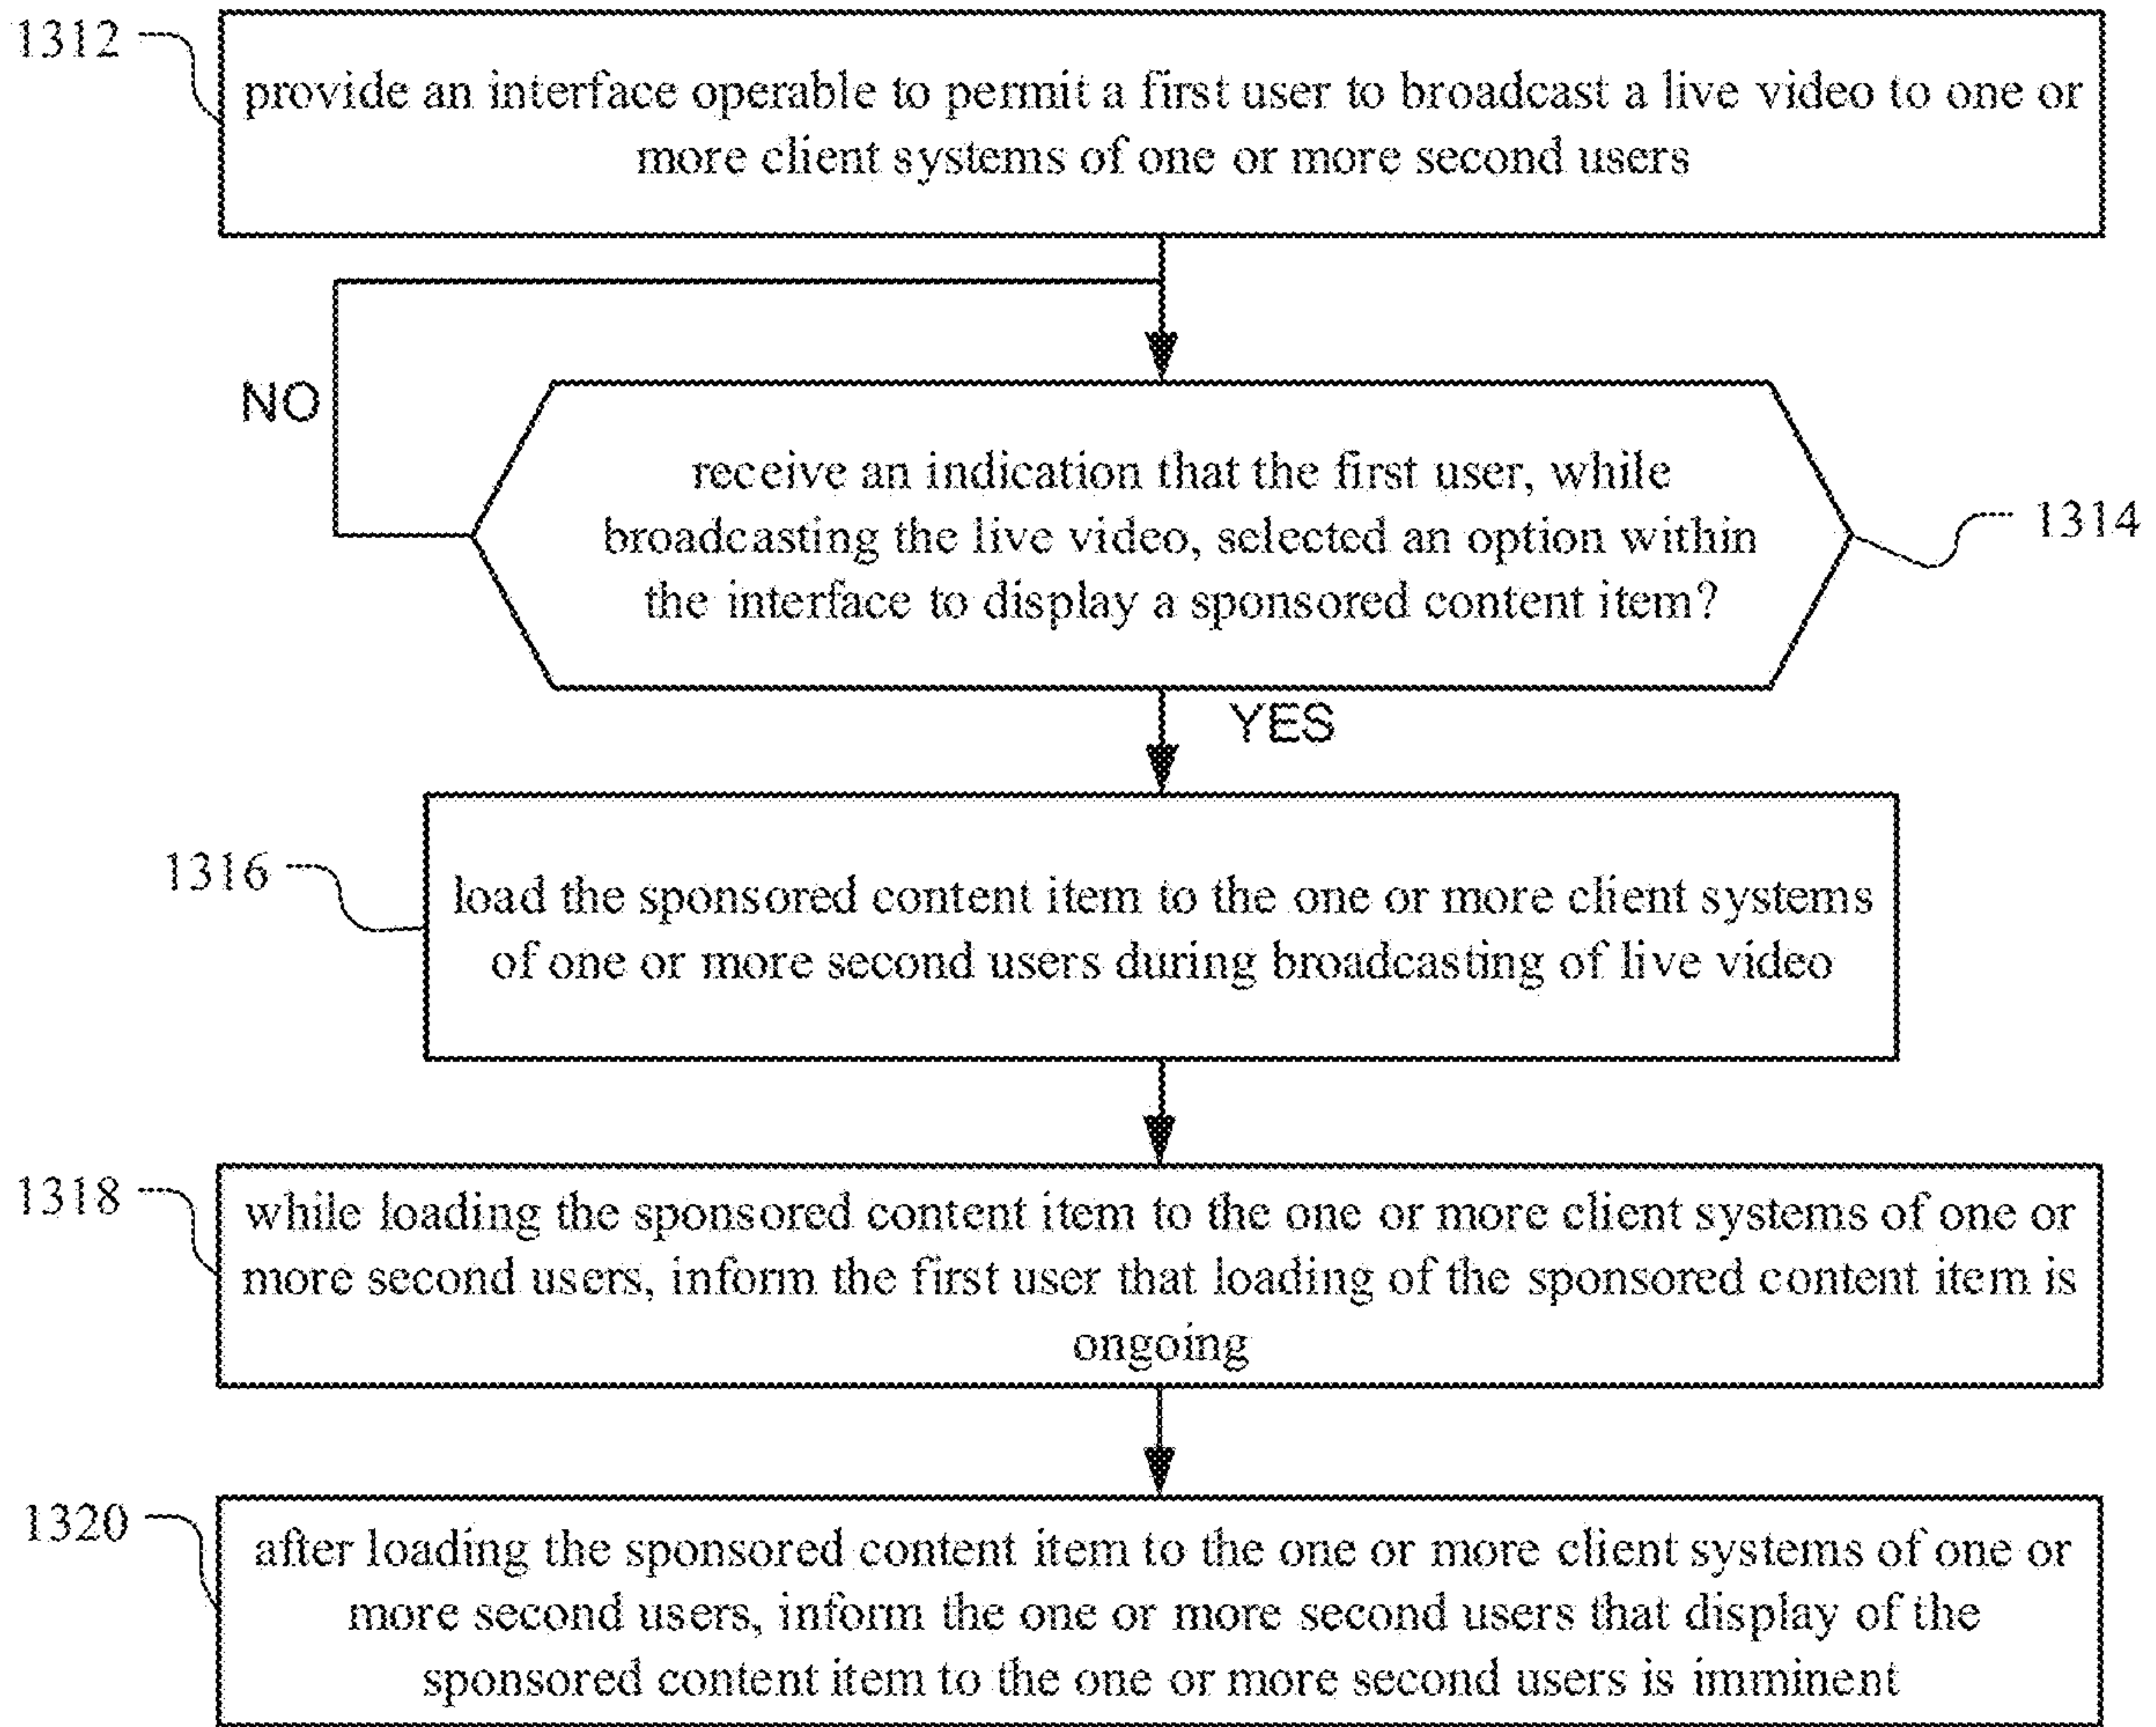 1312
provide an interface operable to permit a first user to broadcast a live video to one or
more client systems of one or more second users
NO
receive an indication that the first user, while
broadcasting the live video, selected an option within
the interface to display a sponsored content item?
1314
YES
1316
load the sponsored content item to the one or more client systems
of one or more second users during broadcasting of live video
1318
while loading the sponsored content item to the one or more client systems of one or
more second users, inform the first user that loading of the sponsored content item is
ongoing
1320
after loading the sponsored content item to the one or more client systems of one or
more second users, inform the one or more second users that display of the
sponsored content item to the one or more second users is imminent